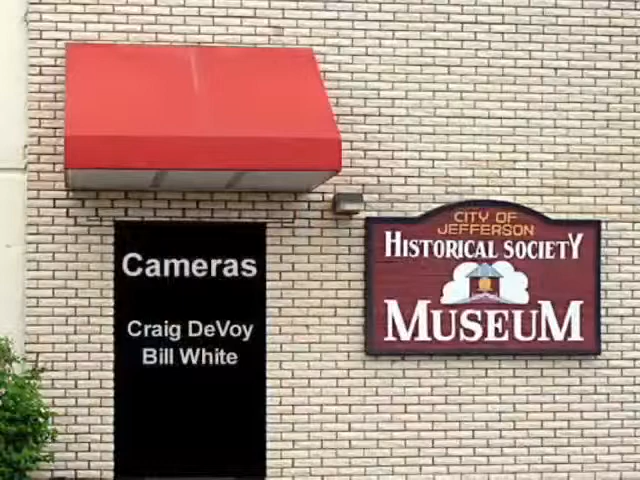 Cameras
Craig DeVoy
Bill White
CITY OF
JEFFERSON
HISTORICAL SOCIETY
MUSEUM